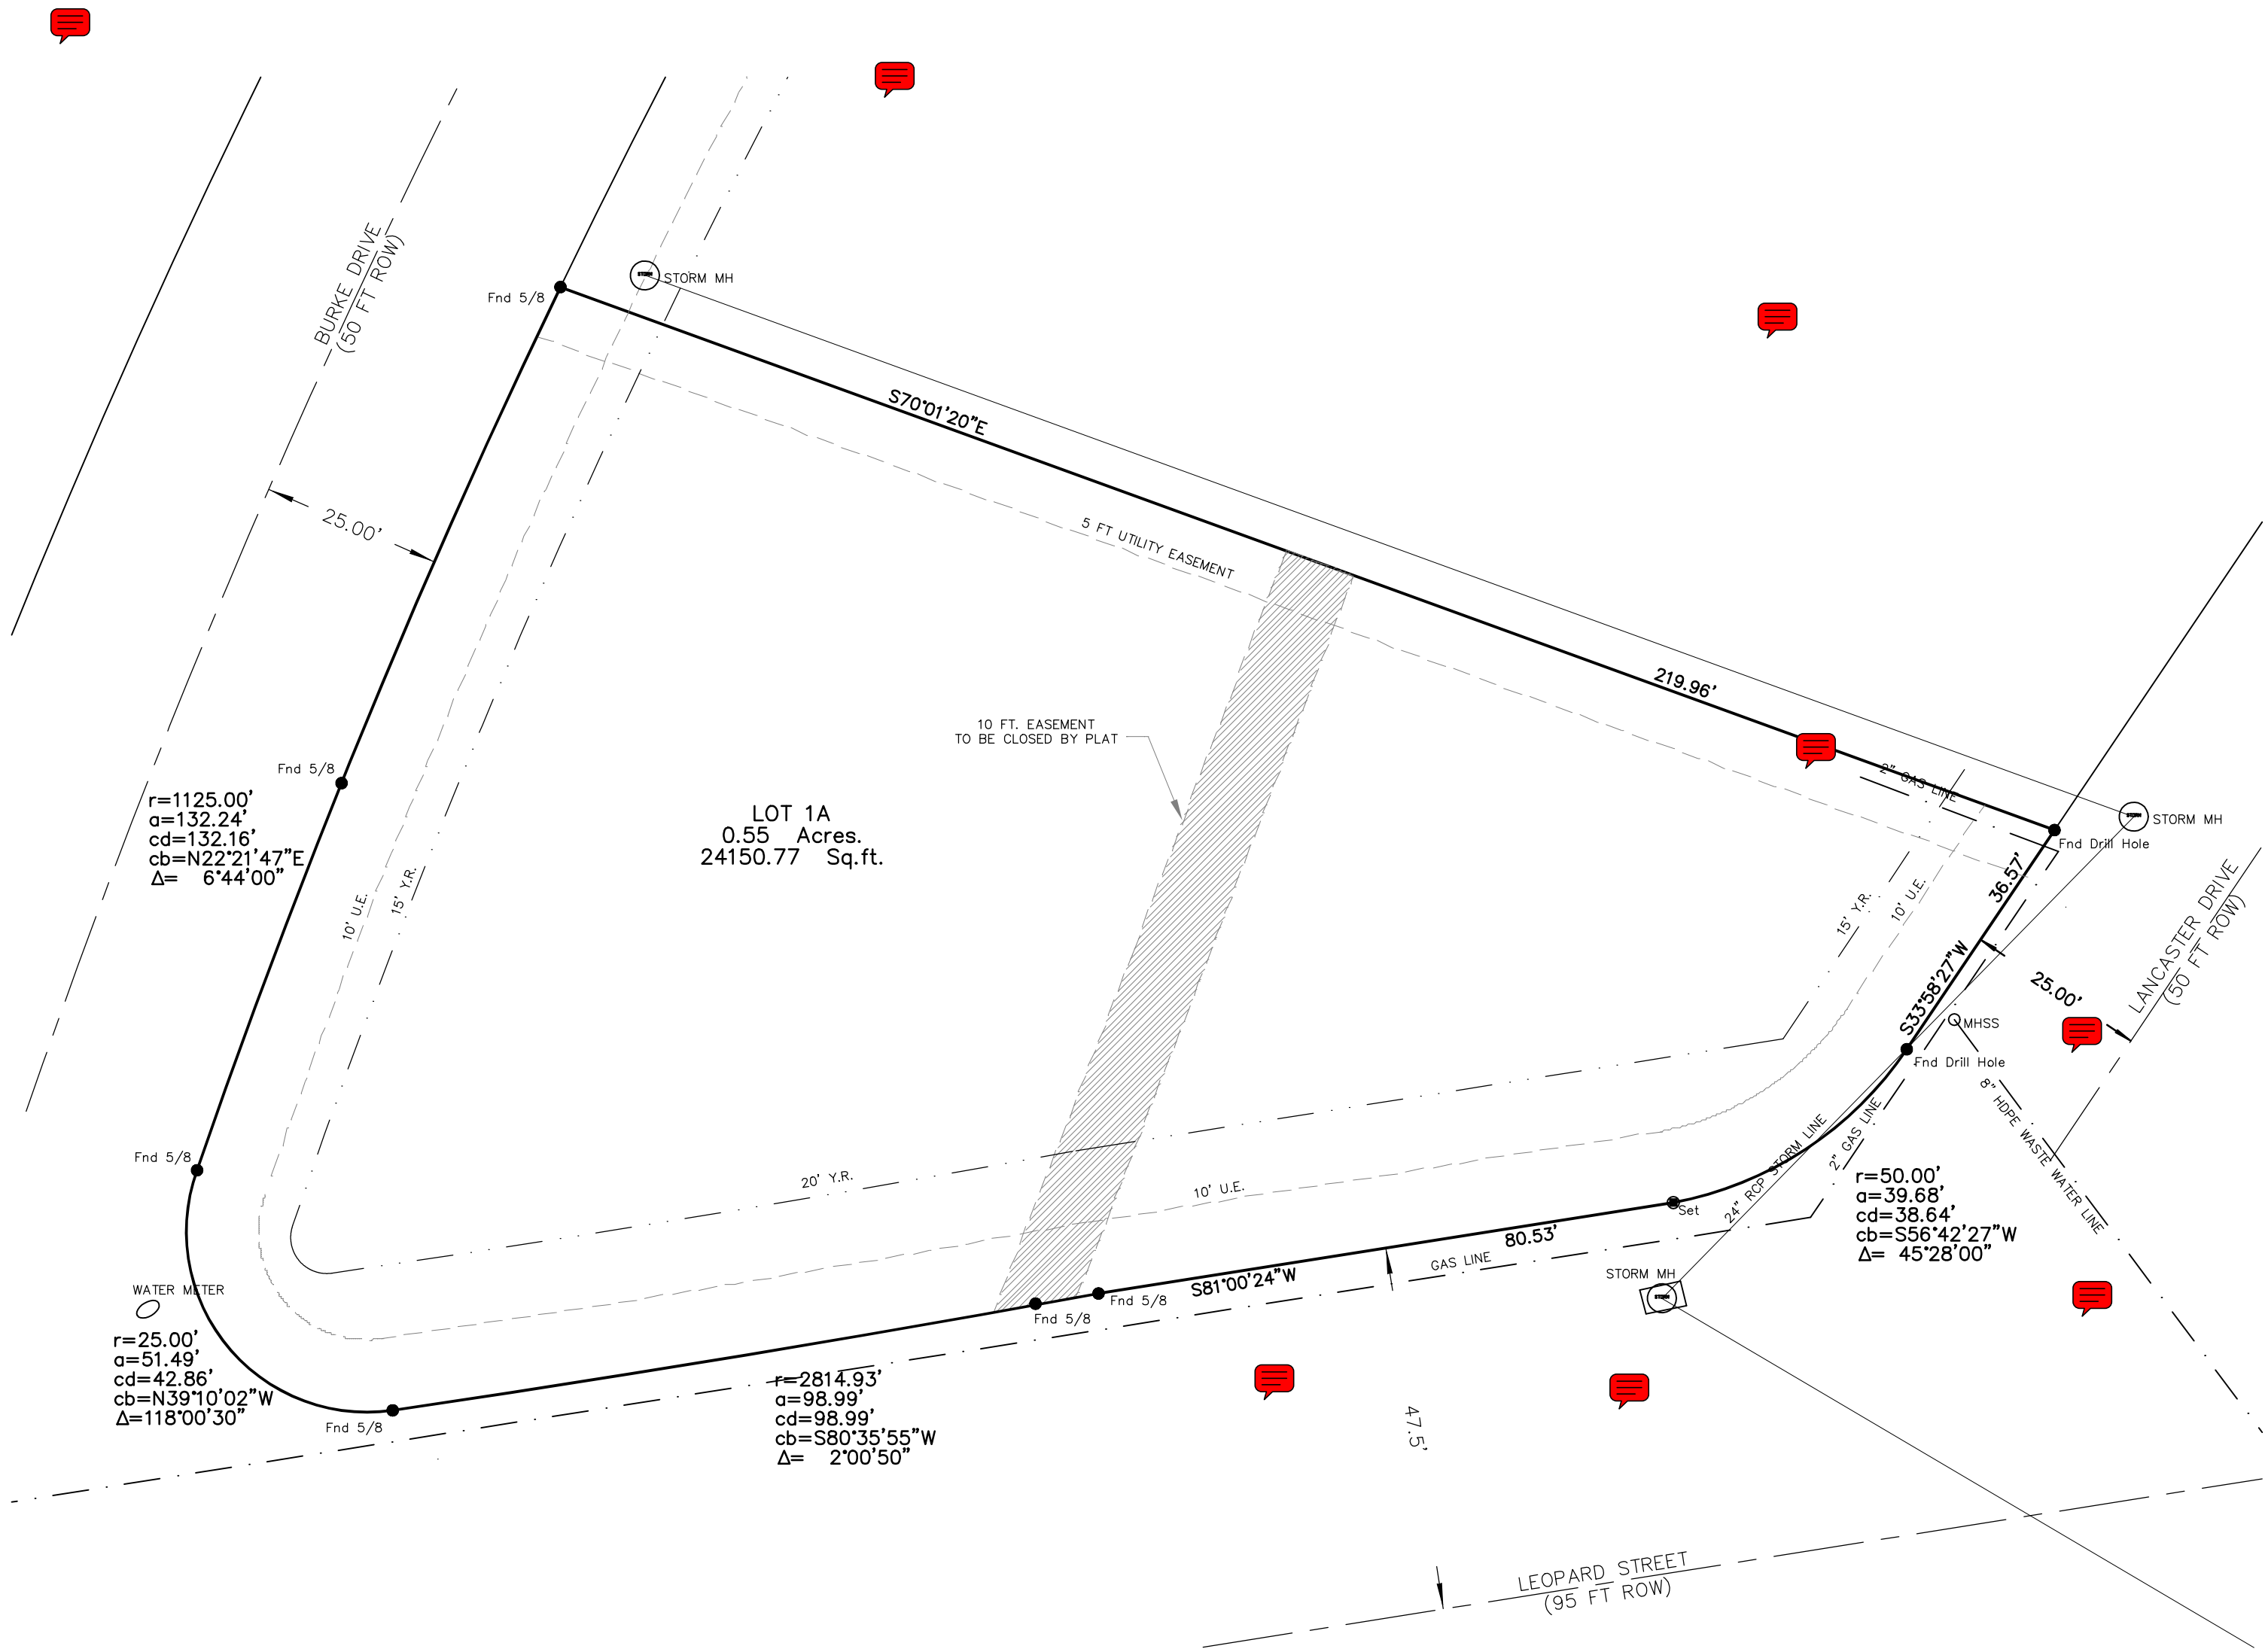 BURKE DRIVE
(50 FT ROW)
STORM MH
Fnd 5/8
S70°01'20"E
25.00'
5 FT UTILITY EASEMENT
219.96'
10 FT. EASEMENT
TO BE CLOSED BY PLAT
Fnd 5/8
r=1125.00'
a=132.24'
cd=132.16'
cb=N22°21'47"E
Δ= 6°44'00"
LOT 1A
0.55 Acres.
24150.77 Sq.ft.
2" GAS LINE
STORM MH
Fnd Drill Hole
36.57'
S33°58'27"W
10' U.E.
15' Y.R.
15' Y.R.
10' U.E.
LANCASTER DRIVE
(50 FT ROW)
25.00'
MHSS
Fnd Drill Hole
8" HDPE WASTE WATER LINE
24" RCP STORM LINE
2" GAS LINE
Fnd 5/8
20' Y.R.
10' U.E.
Set
r=50.00'
a=39.68'
cd=38.64'
cb=S56°42'27"W
Δ= 45°28'00"
80.53'
S81°00'24"W
GAS LINE
STORM MH
WATER METER
Fnd 5/8
Fnd 5/8
r=25.00'
a=51.49'
cd=42.86'
cb=N39°10'02"W
Δ=118°00'30"
Fnd 5/8
r=2814.93'
a=98.99'
cd=98.99'
cb=S80°35'55"W
Δ= 2°00'50"
47.5'
LEOPARD STREET
(95 FT ROW)